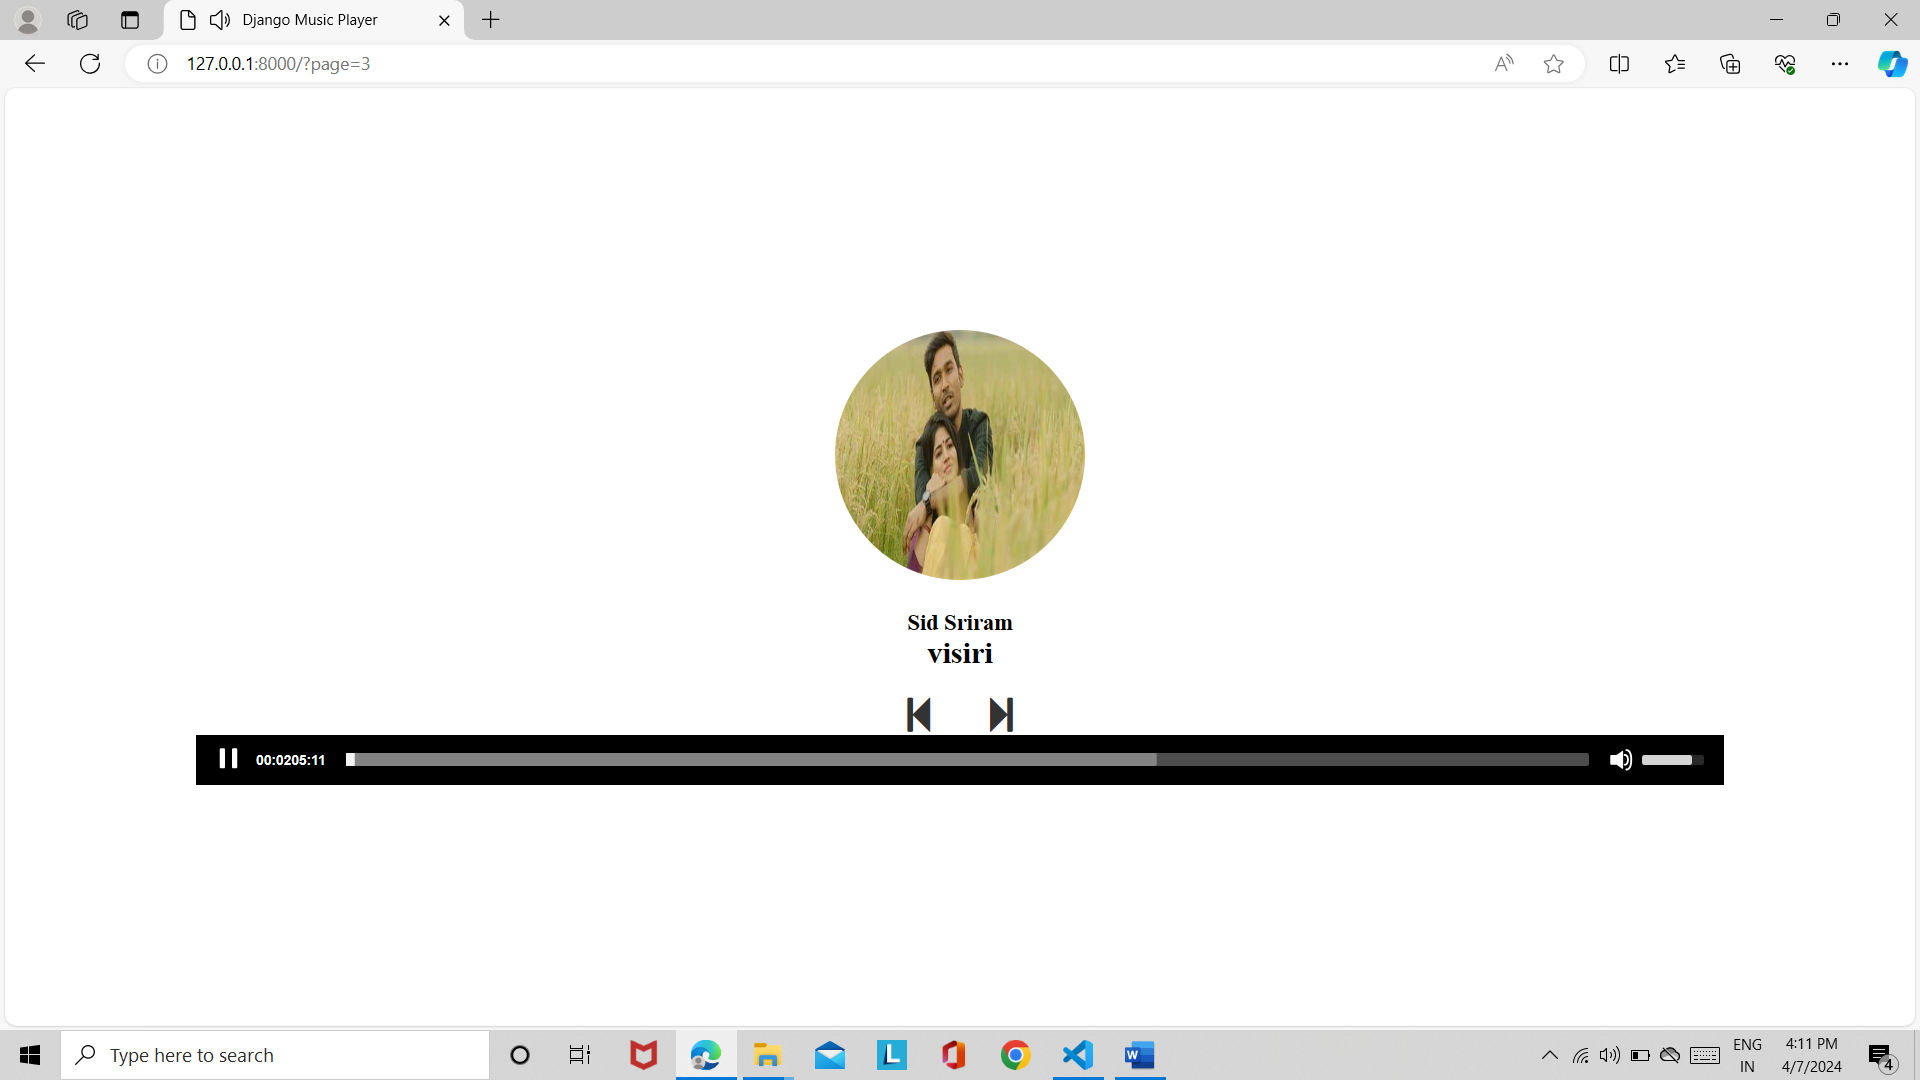 Django Music Player
127.0.0.1:8000/?page=3
Sid Sriram
visiri
00:0205:11
Type here to search
L
W
ENG
IN
4:11 PM
4/7/2024
4